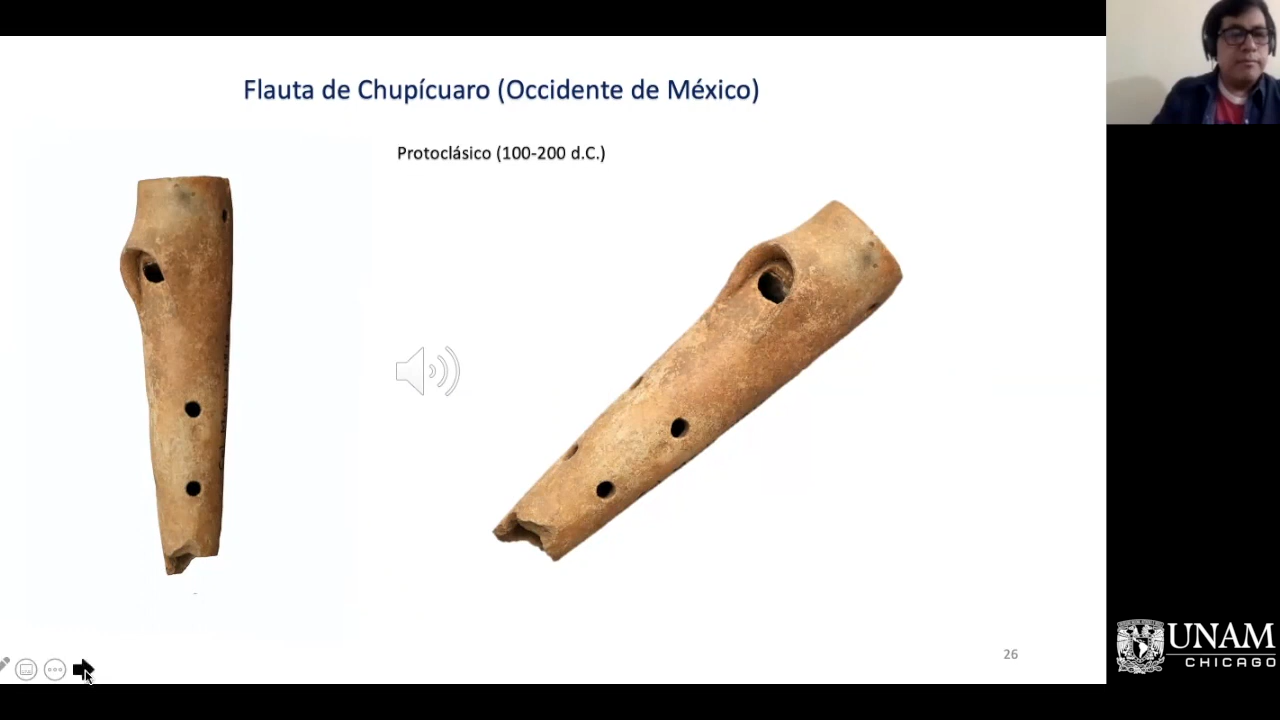 Flauta de Chupícuaro (Occidente de México)
Protoclásico (100-200 d.C.)
26
UNAM
CHICAGO